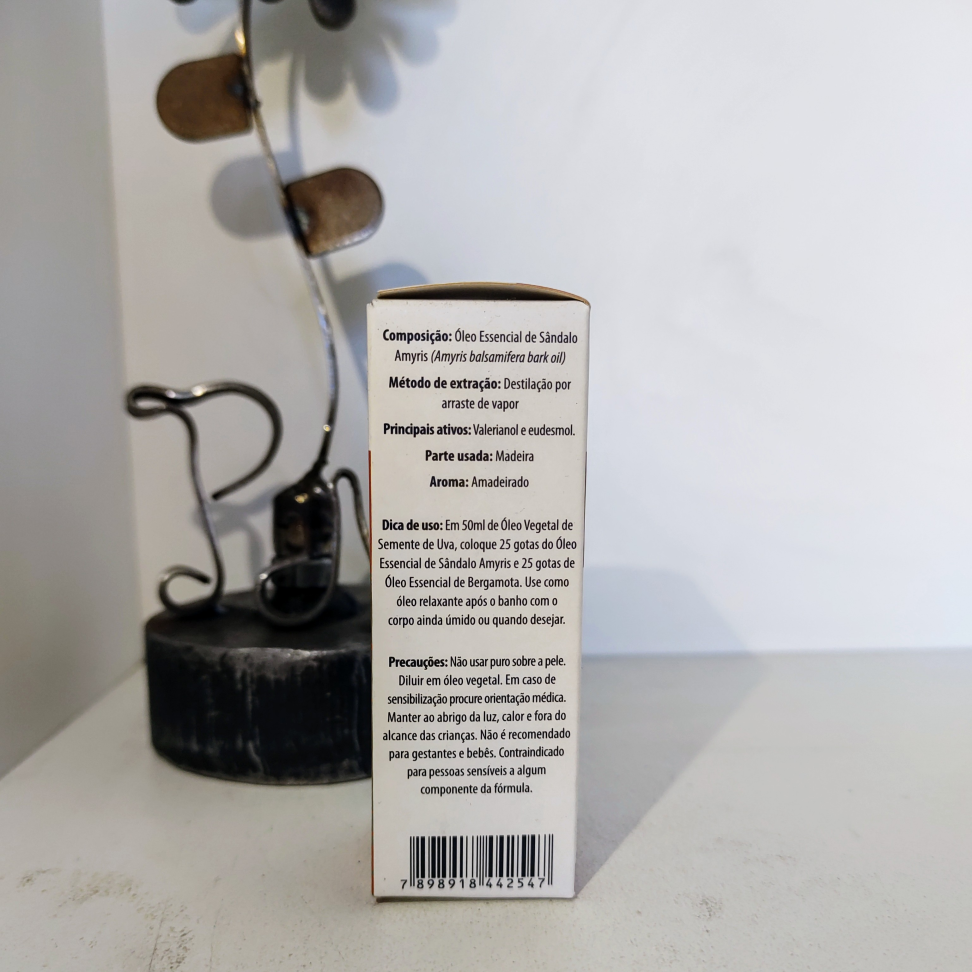 Composição: Óleo Essencial de Sândalo
Amyris (Amyris balsamifera bark oil)
Método de extração: Destilação por
arraste de vapor
Principais ativos: Valerianol e eudesmol.
Parte usada: Madeira
Aroma: Amadeirado
Dica de uso: Em 50ml de Óleo Vegetal de
Semente de Uva, coloque 25 gotas do Óleo
Essencial de Sândalo Amyris e 25 gotas de
Óleo Essencial de Bergamota. Use como
óleo relaxante após o banho com o
corpo ainda úmido ou quando desejar.
Precauções: Não usar puro sobre a pele.
Diluir em óleo vegetal. Em caso de
sensibilização procure orientação médica.
Manter ao abrigo da luz, calor e fora do
alcance das crianças. Não é recomendado
para gestantes e bebês. Contraindicado
para pessoas sensíveis a algum
componente da fórmula.
7 898918 442547